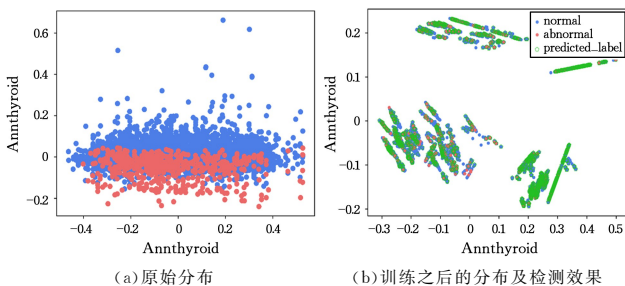 0.6
0.4
0.2
0
−0.2
Annthyroid
−0.4
−0.2
0
0.2
0.4
Annthyroid
(a)原始分布
0.2
0.1
0
−0.1
−0.2
Annthyroid
normal
abnormal
predicted−label
−0.3
−0.2
−0.1
0
0.1
0.2
0.3
0.4
0.5
Annthyroid
(b)训练之后的分布及检测效果